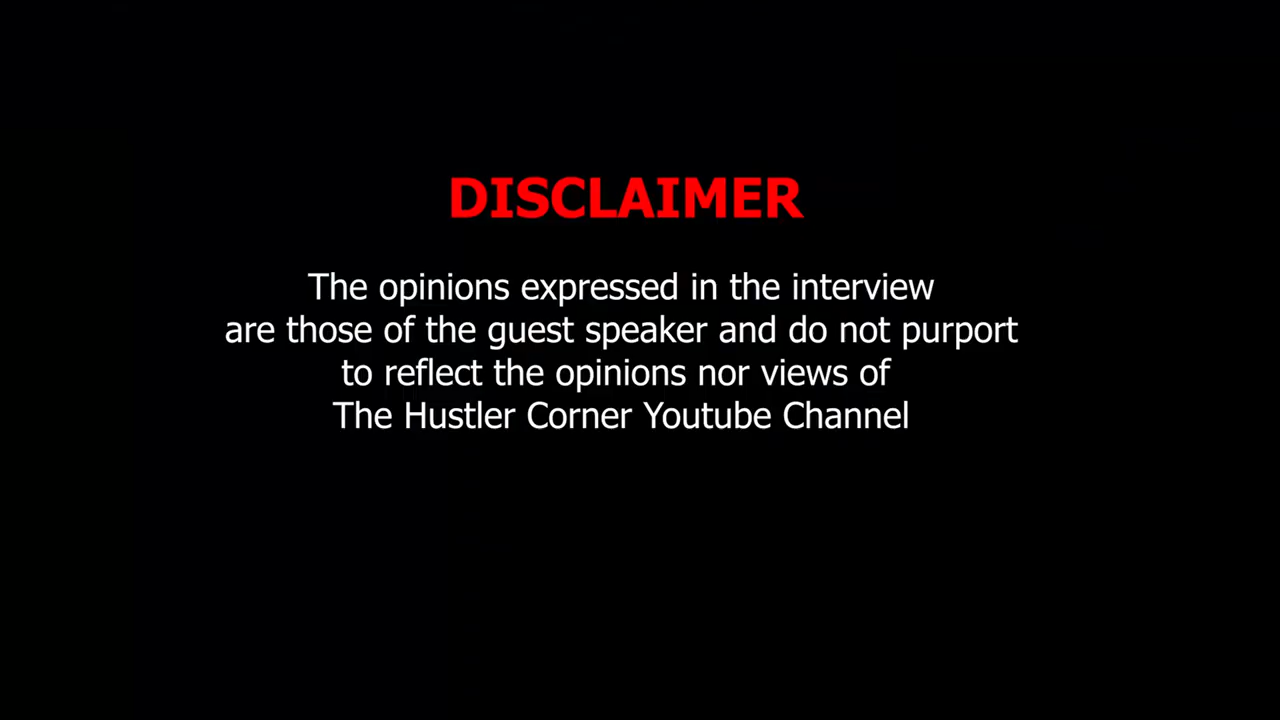 DISCLAIMER
The opinions expressed in the interview
are those of the guest speaker and do not purport
to reflect the opinions nor views of
The Hustler Corner Youtube Channel